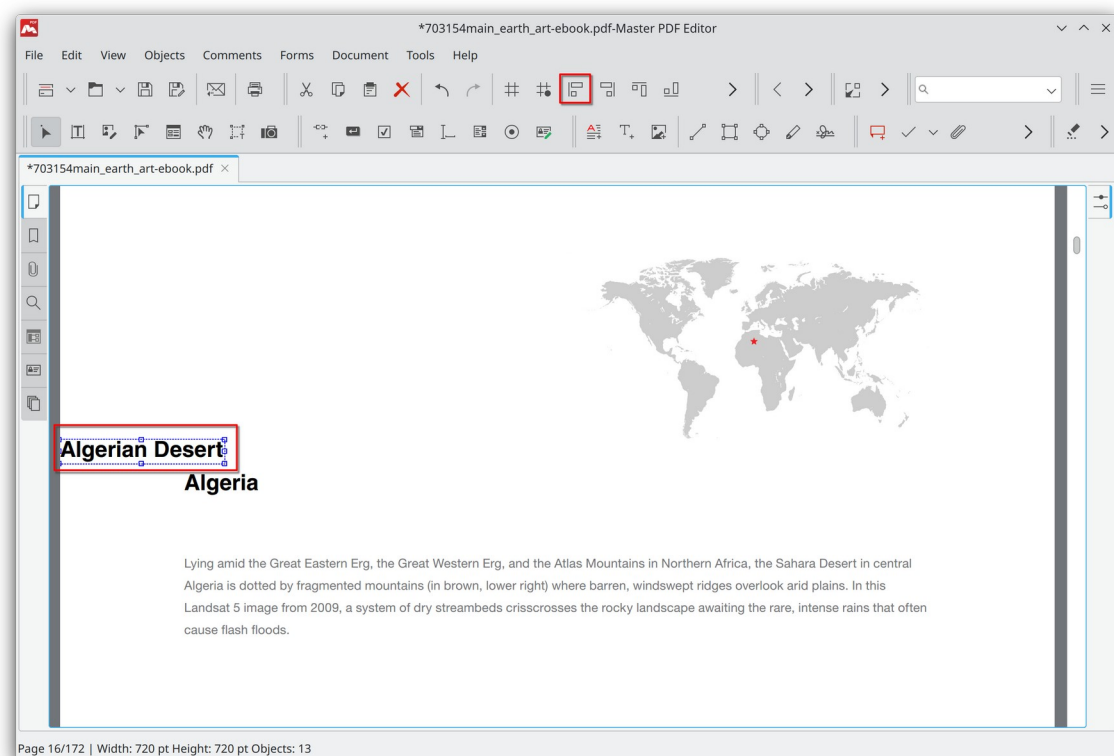 *703154main_earth_art-ebook.pdf-Master PDF Editor
File Edit View Objects Comments Forms Document Tools Help
*703154main_earth_art-ebook.pdf
Algerian Desert
Algeria
Lying amid the Great Eastern Erg, the Great Western Erg, and the Atlas Mountains in Northern Africa, the Sahara Desert in central
Algeria is dotted by fragmented mountains (in brown, lower right) where barren, windswept ridges overlook arid plains. In this
Landsat 5 image from 2009, a system of dry streambeds crisscrosses the rocky landscape awaiting the rare, intense rains that often
cause flash floods.
Page 16/172 | Width: 720 pt Height: 720 pt Objects: 13